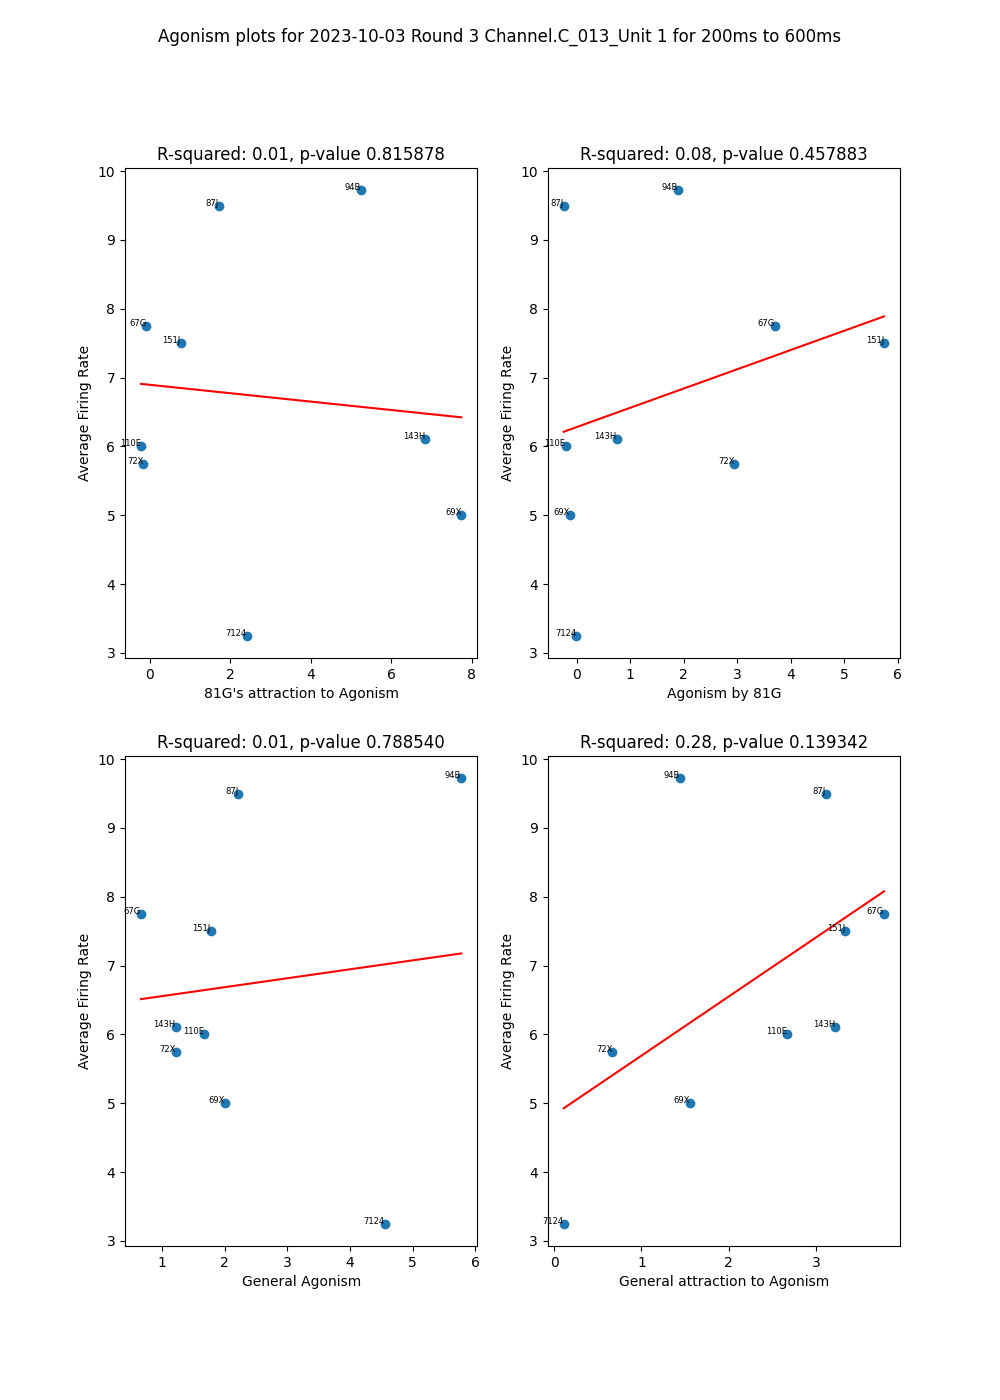 Agonism plots for 2023-10-03 Round 3 Channel.C_013_Unit 1 for 200ms to 600ms
R-squared: 0.01, p-value 0.815878
10
9
8
7
6
5
4
3
Average Firing Rate
94B
87J
67G
151J
110E
143H
72X
69X
7124
0 2 4 6 8
81G's attraction to Agonism
R-squared: 0.08, p-value 0.457883
10
9
8
7
6
5
4
3
Average Firing Rate
94B
87J
67G
151J
110E
143H
72X
69X
7124
0 1 2 3 4 5 6
Agonism by 81G
R-squared: 0.01, p-value 0.788540
10
9
8
7
6
5
4
3
Average Firing Rate
94B
87J
67G
151J
143H
110E
72X
69X
7124
1 2 3 4 5 6
General Agonism
R-squared: 0.28, p-value 0.139342
10
9
8
7
6
5
4
3
Average Firing Rate
94B
87J
67G
151J
110E
143H
72X
69X
7124
0 1 2 3
General attraction to Agonism